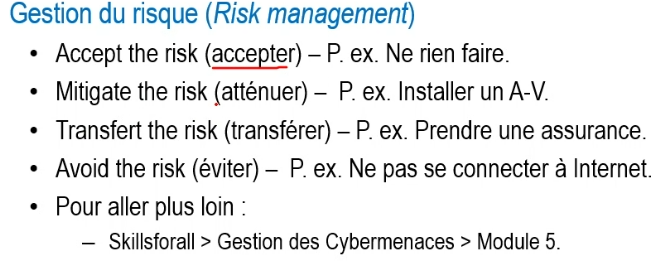 Gestion du risque (Risk management)
• Accept the risk (accepter) – P. ex. Ne rien faire.
• Mitigate the risk (atténuer) – P. ex. Installer un A-V.
• Transfert the risk (transférer) – P. ex. Prendre une assurance.
• Avoid the risk (éviter) – P. ex. Ne pas se connecter à Internet.
• Pour aller plus loin :
– Skillsforall > Gestion des Cybermenaces > Module 5.